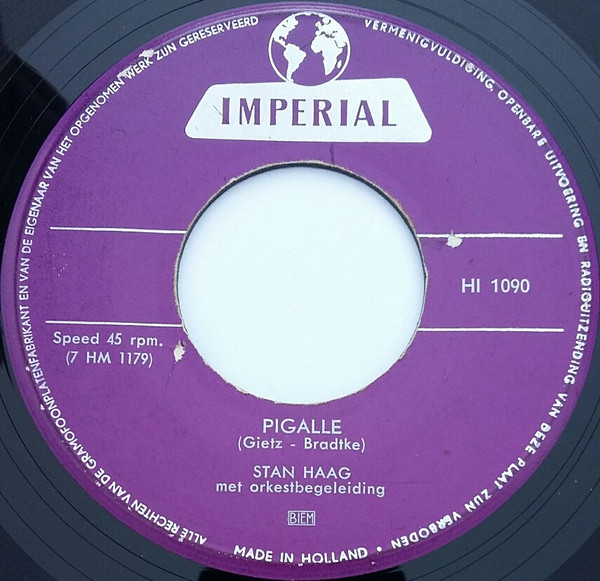 ALLE RECHTEN VAN DE GRAMOFOONPLATENFABRIKANT EN VAN DE EIGENAAR VAN HET OPGENOMEN WERK ZIJN GERESERVEERD
VERMENIGVULDIGING, OPENBARE UITVOERING EN RADIOUITZENDING VAN DEZE PLAAT ZIJN VERBODEN •
IMPERIAL
HI 1090
Speed 45 rpm.
(7 HM 1179)
PIGALLE
(Gietz - Bradtke)
STAN HAAG
met orkestbegeleiding
BIEM
MADE IN HOLLAND